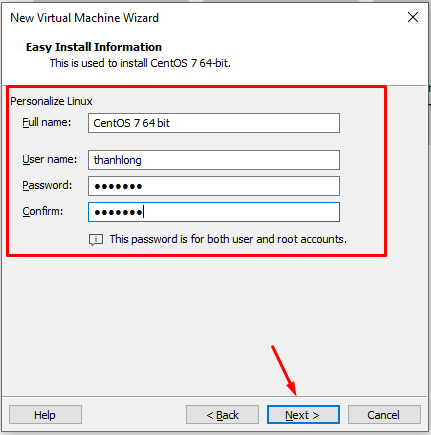 New Virtual Machine Wizard
Easy Install Information
This is used to install CentOS 7 64-bit.
Personalize Linux
Full name: CentOS 7 64 bit
User name: thanhlong
Password: ●●●●●●●
Confirm: ●●●●●●●
This password is for both user and root accounts.
Help < Back Next > Cancel